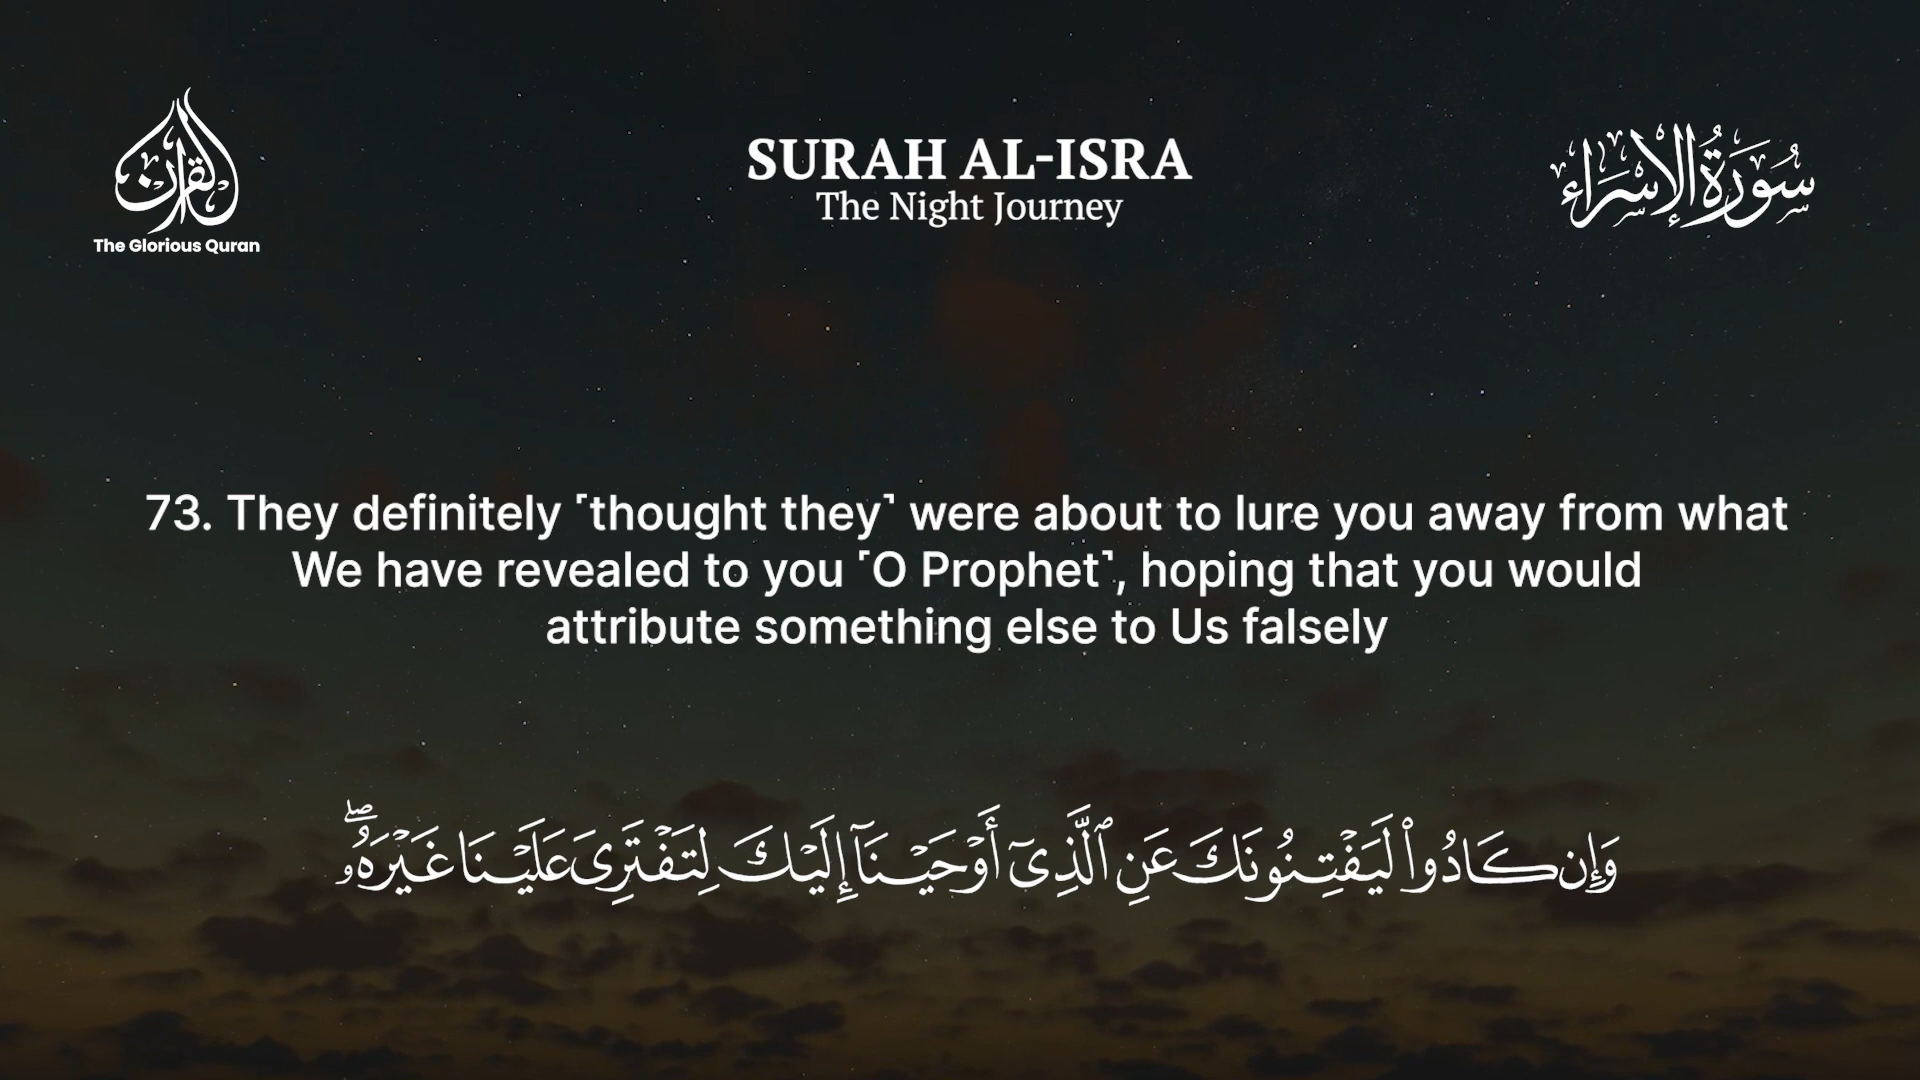 القرآن
The Glorious Quran
SURAH AL-ISRA
The Night Journey
سُورَةُ الإِسْرَاء
73. They definitely ˹thought they˺ were about to lure you away from what
We have revealed to you ˹O Prophet˺, hoping that you would
attribute something else to Us falsely
وَإِن كَادُوا۟ لَيَفْتِنُونَكَ عَنِ ٱلَّذِىٓ أَوْحَيْنَآ إِلَيْكَ لِتَفْتَرِىَ عَلَيْنَا غَيْرَهُۥ ۖ